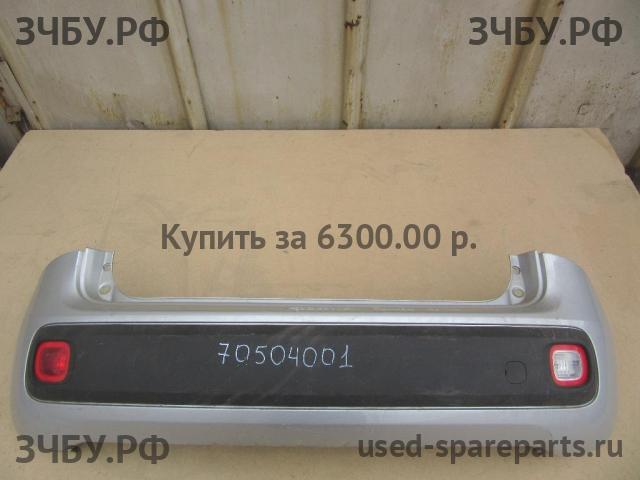 ЗЧБУ.РФ ЗЧБУ.РФ
Купить за 6300.00 р.
70504001
ЗЧБУ.РФ used-spareparts.ru